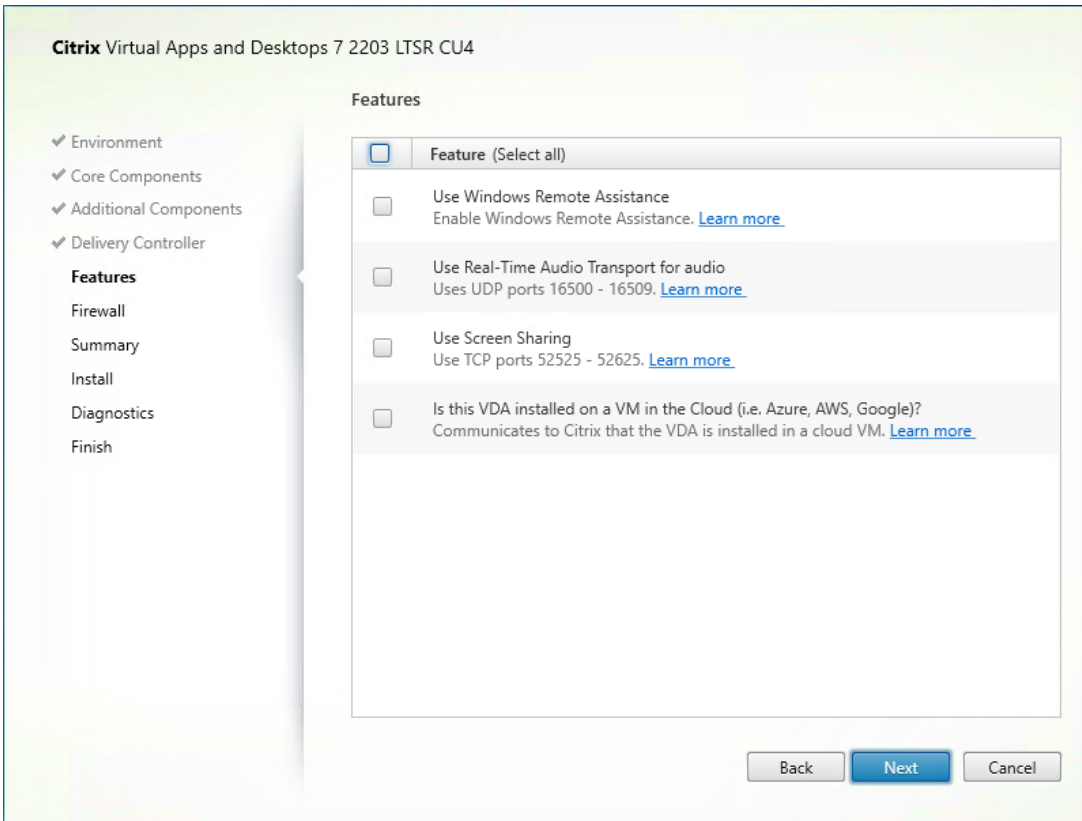 Citrix Virtual Apps and Desktops 7 2203 LTSR CU4
Features
Environment
Core Components
Additional Components
Delivery Controller
Features
Firewall
Summary
Install
Diagnostics
Finish
Feature (Select all)
Use Windows Remote Assistance
Enable Windows Remote Assistance. Learn more
Use Real-Time Audio Transport for audio
Uses UDP ports 16500 - 16509. Learn more
Use Screen Sharing
Use TCP ports 52525 - 52625. Learn more
Is this VDA installed on a VM in the Cloud (i.e. Azure, AWS, Google)?
Communicates to Citrix that the VDA is installed in a cloud VM. Learn more
Back Next Cancel